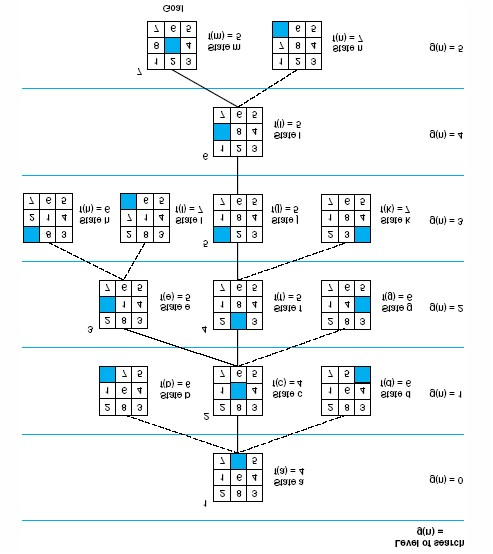 Level of search
g(n) =
1
2 8 3
1 6 4
7 5
State a
f(a) = 4
g(n) = 0
2 8 3
1 6 4
7 5
State b
f(b) = 6
2
2 8 3
1 4
7 6 5
State c
f(c) = 4
2 8 3
1 6 4
7 5
State d
f(d) = 6
g(n) = 1
3
2 8 3
1 4
7 6 5
State e
f(e) = 5
4
2 3
1 8 4
7 6 5
State f
f(f) = 5
2 8 3
1 4
7 6 5
State g
f(g) = 6
g(n) = 2
8 3
2 1 4
7 6 5
State h
f(h) = 6
2 8 3
7 1 4
6 5
State i
f(i) = 7
5
2 3
1 8 4
7 6 5
State j
f(j) = 5
2 3
1 8 4
7 6 5
State k
f(k) = 7
g(n) = 3
6
1 2 3
8 4
7 6 5
State l
f(l) = 5
g(n) = 4
7
1 2 3
8 4
7 6 5
State m
f(m) = 5
Goal
1 2 3
7 8 4
6 5
State n
f(n) = 7
g(n) = 5